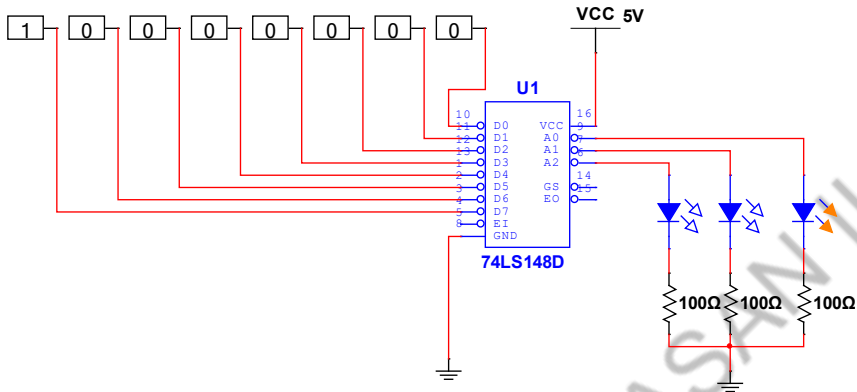 1 0 0 0 0 0 0 0
VCC 5V
U1
10 D0
11 D1
12 D2
13 D3
1 D4
2 D5
3 D6
4 D7
5 EI
8 GND
16 VCC
9 A0
7 A1
6 A2
14 GS
15 EO
74LS148D
100Ω 100Ω 100Ω